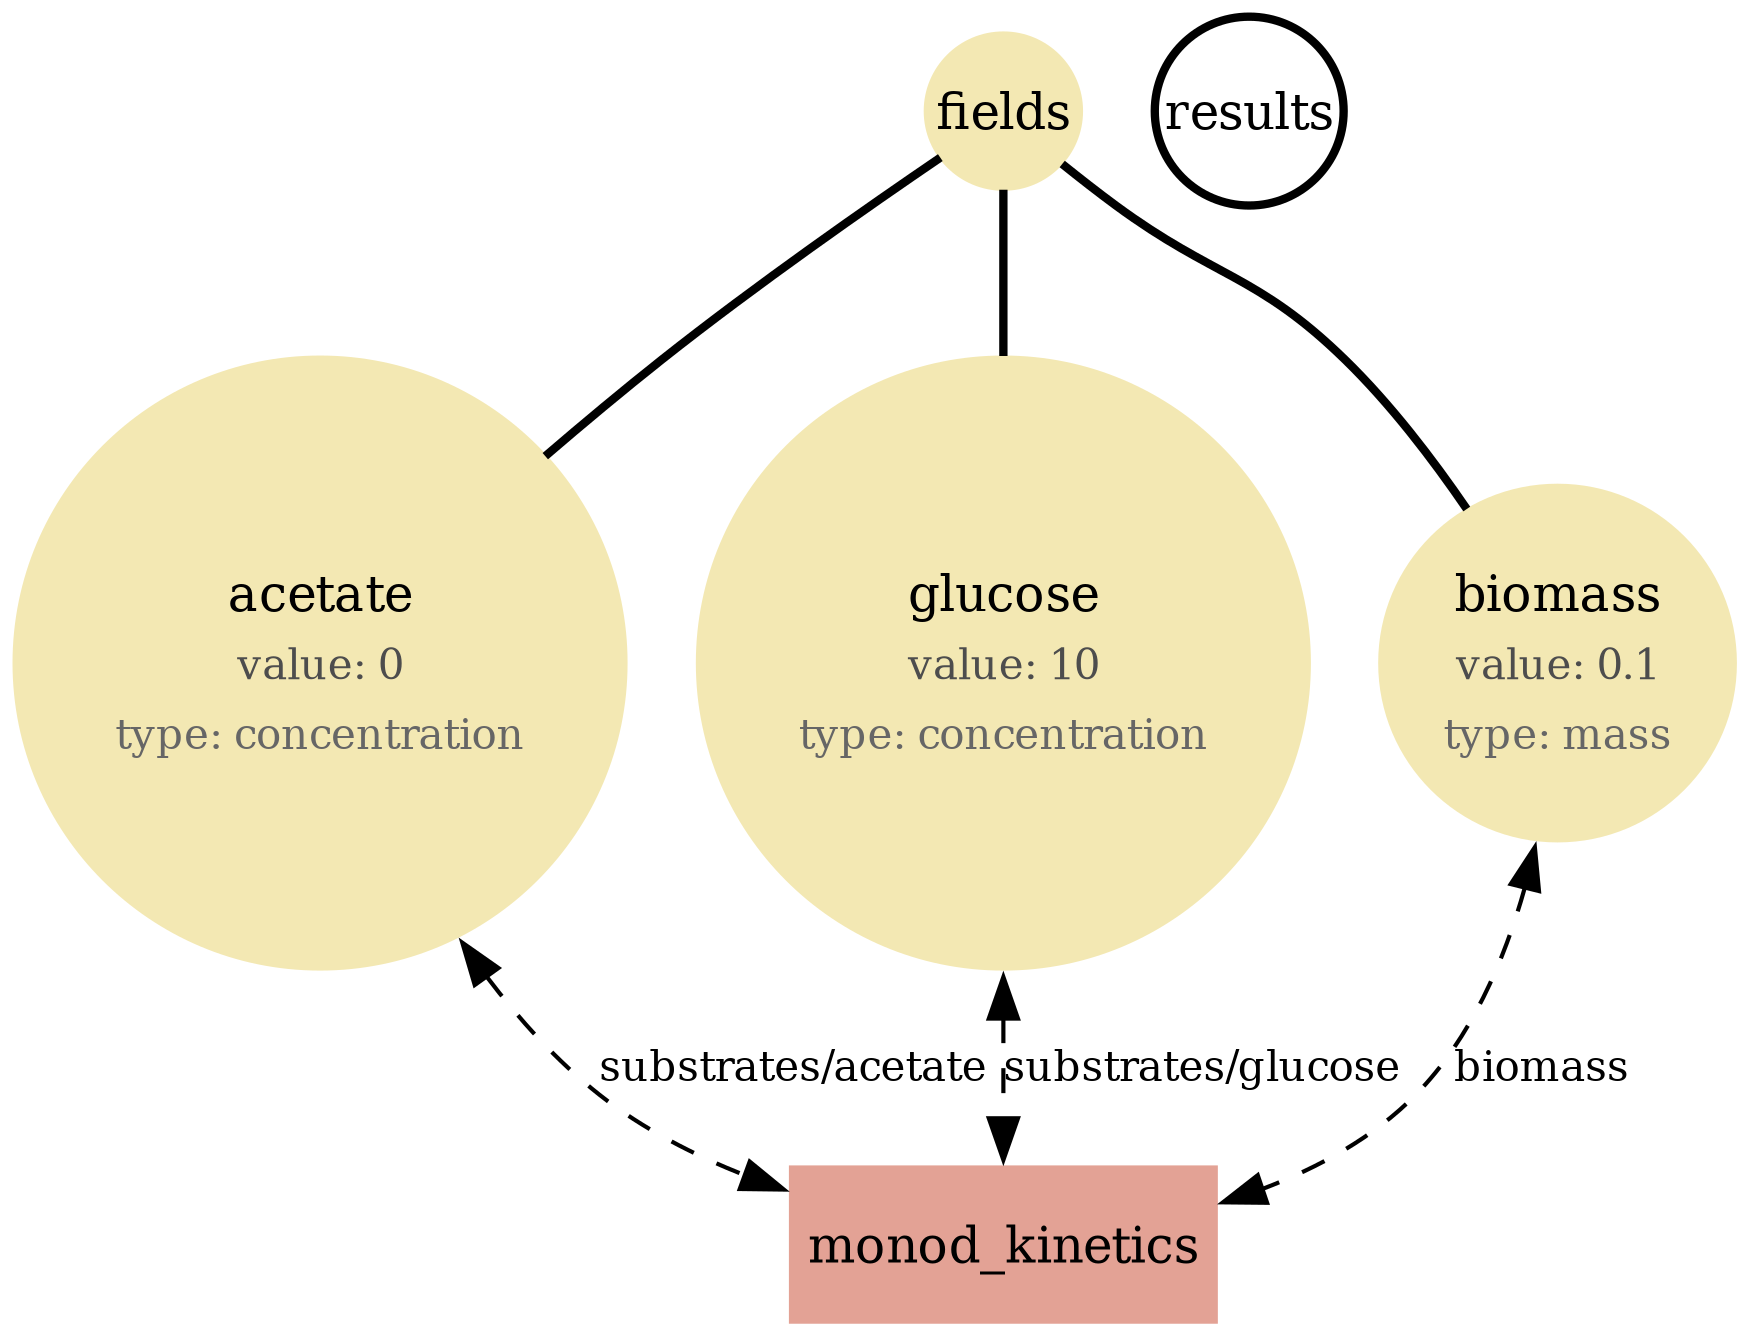 fields
results
acetate
value: 0
type: concentration
glucose
value: 10
type: concentration
biomass
value: 0.1
type: mass
substrates/acetate
substrates/glucose
biomass
monod_kinetics